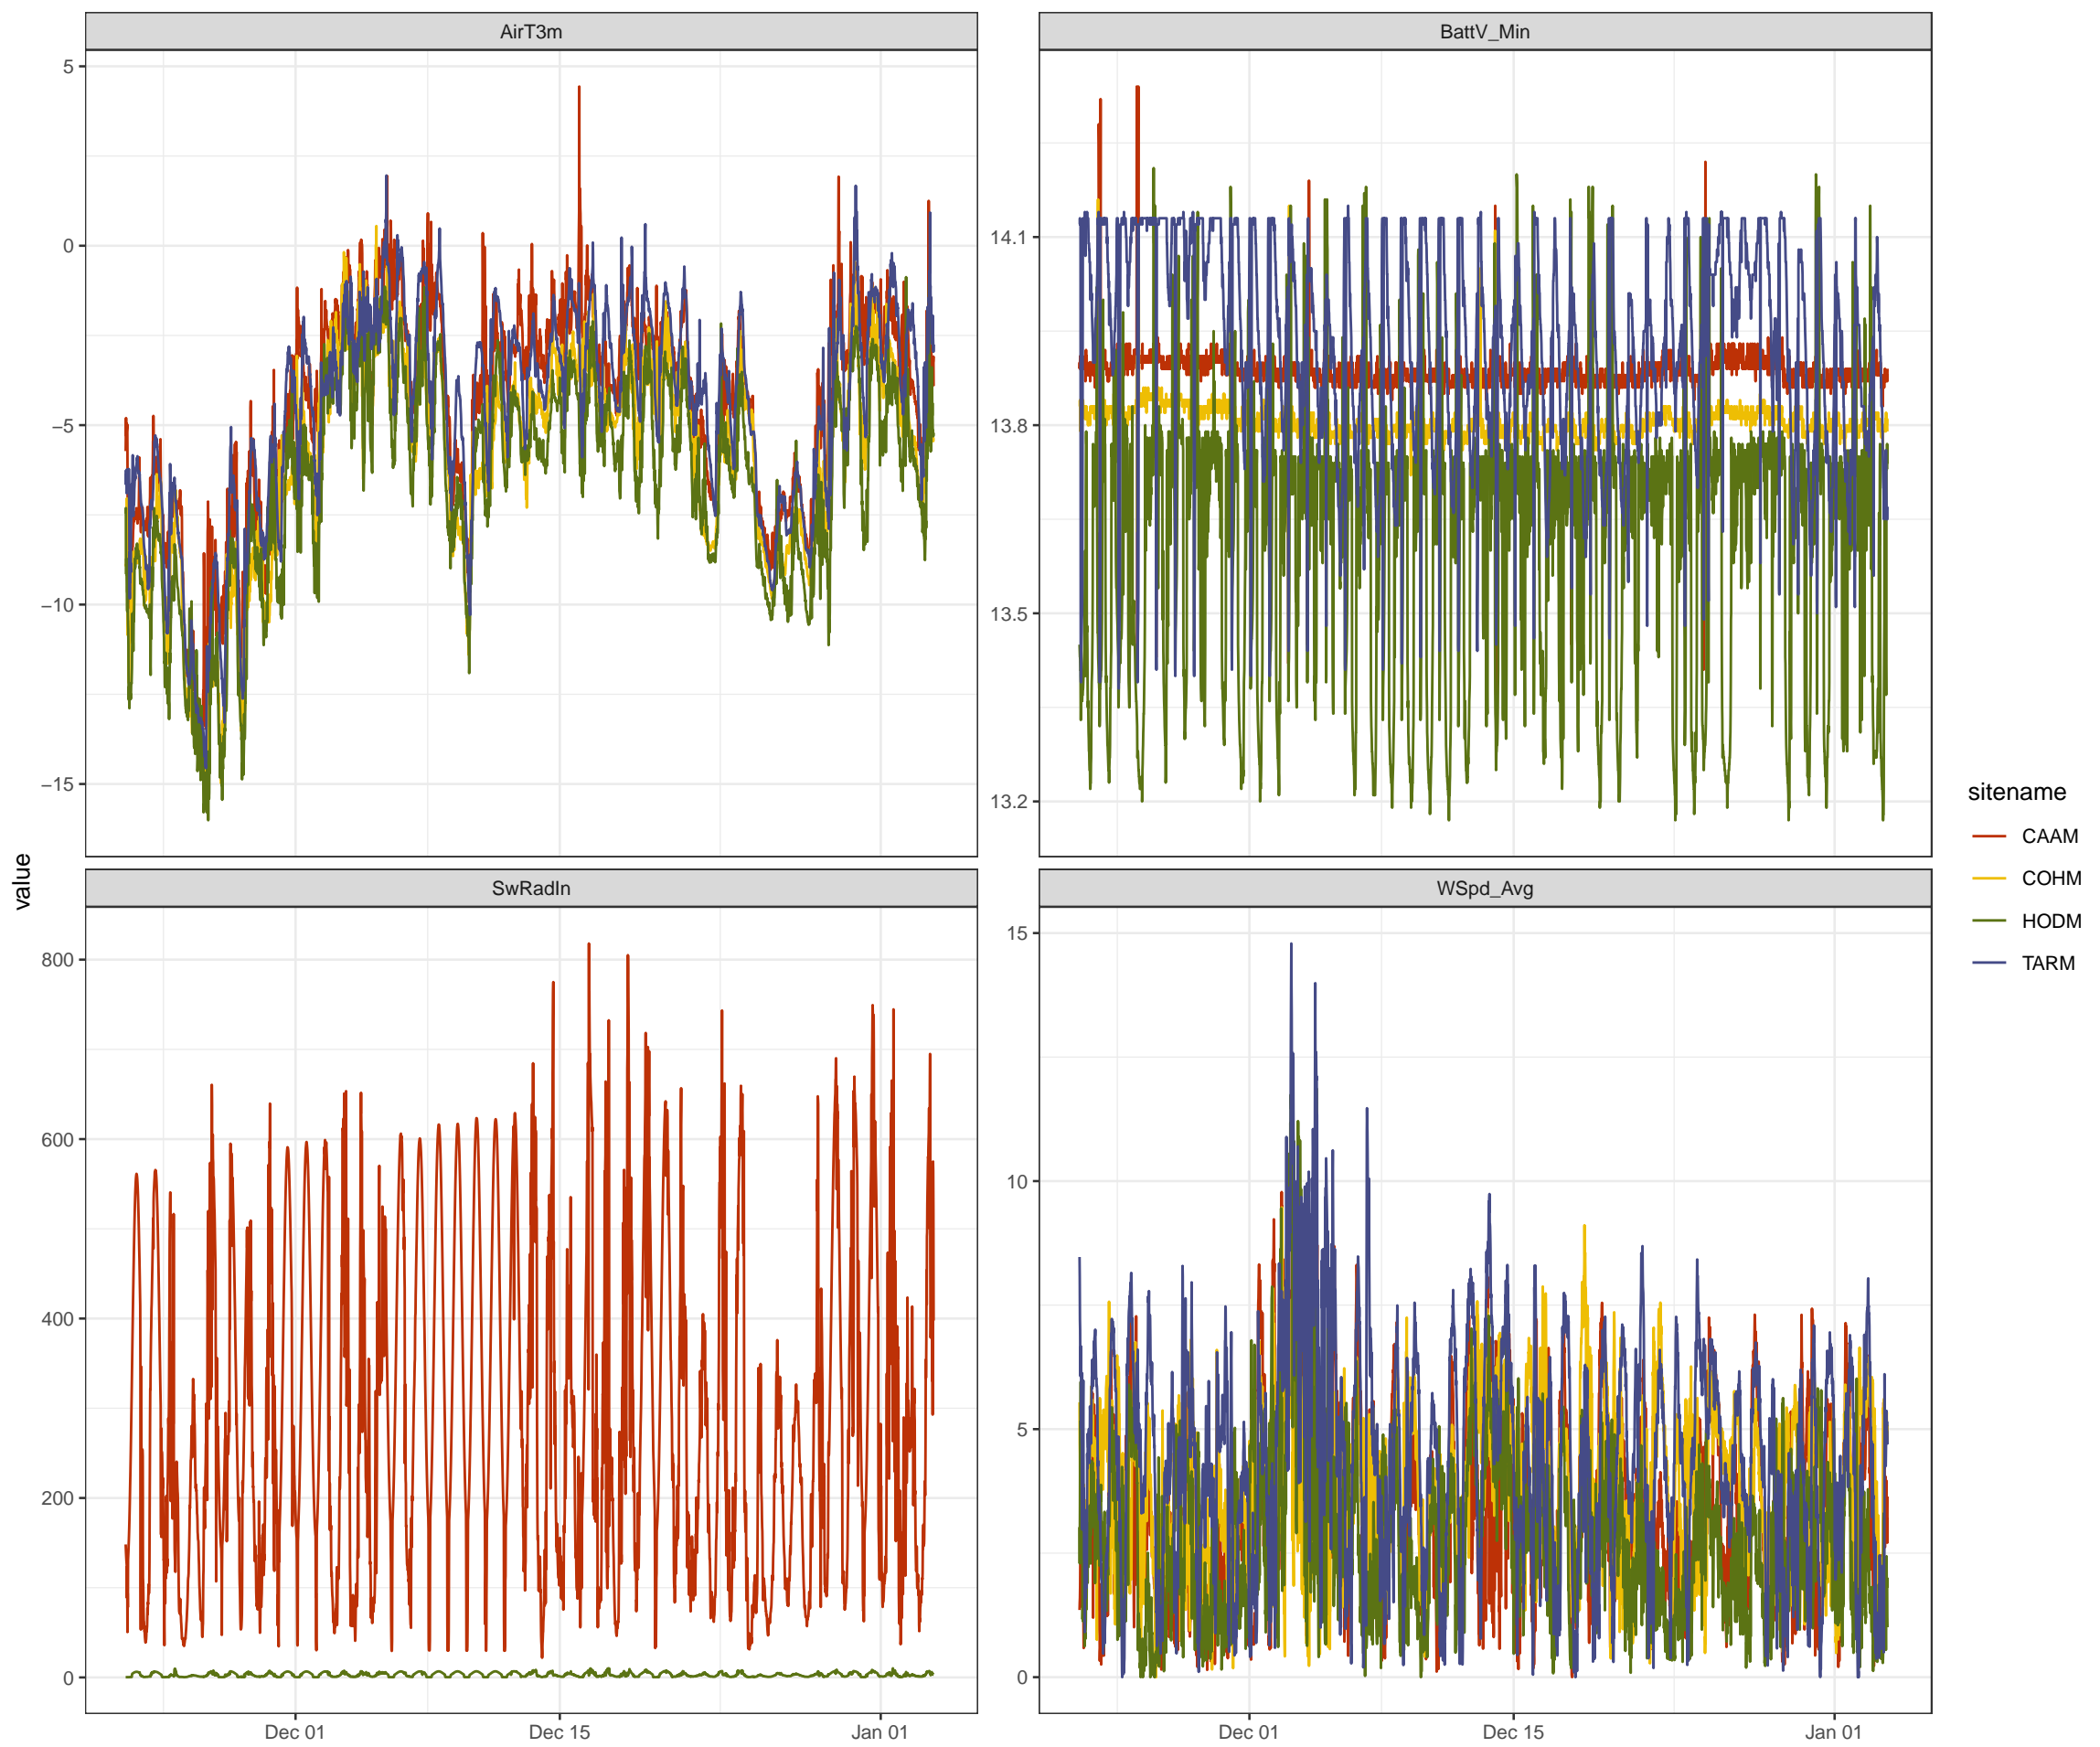 AirT3m
BattV_Min
5
0
−5
−10
−15
14.1
13.8
13.5
13.2
value
SwRadIn
WSpd_Avg
800
600
400
200
0
15
10
5
0
Dec 01
Dec 15
Jan 01
Dec 01
Dec 15
Jan 01
sitename
CAAM
COHM
HODM
TARM